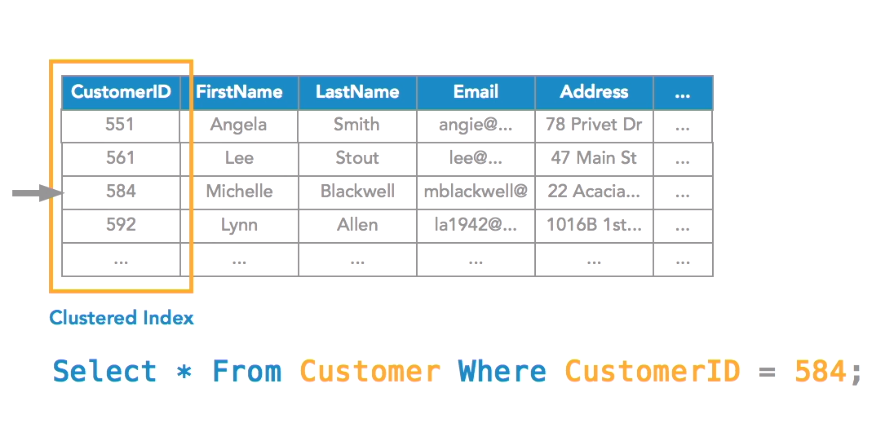 CustomerID FirstName LastName Email Address ...
551 Angela Smith angie@... 78 Privet Dr ...
561 Lee Stout lee@... 47 Main St ...
584 Michelle Blackwell mblackwell@ 22 Acacia... ...
592 Lynn Allen la1942@... 1016B 1st... ...
... ... ... ... ... ...
Clustered Index
Select * From Customer Where CustomerID = 584;